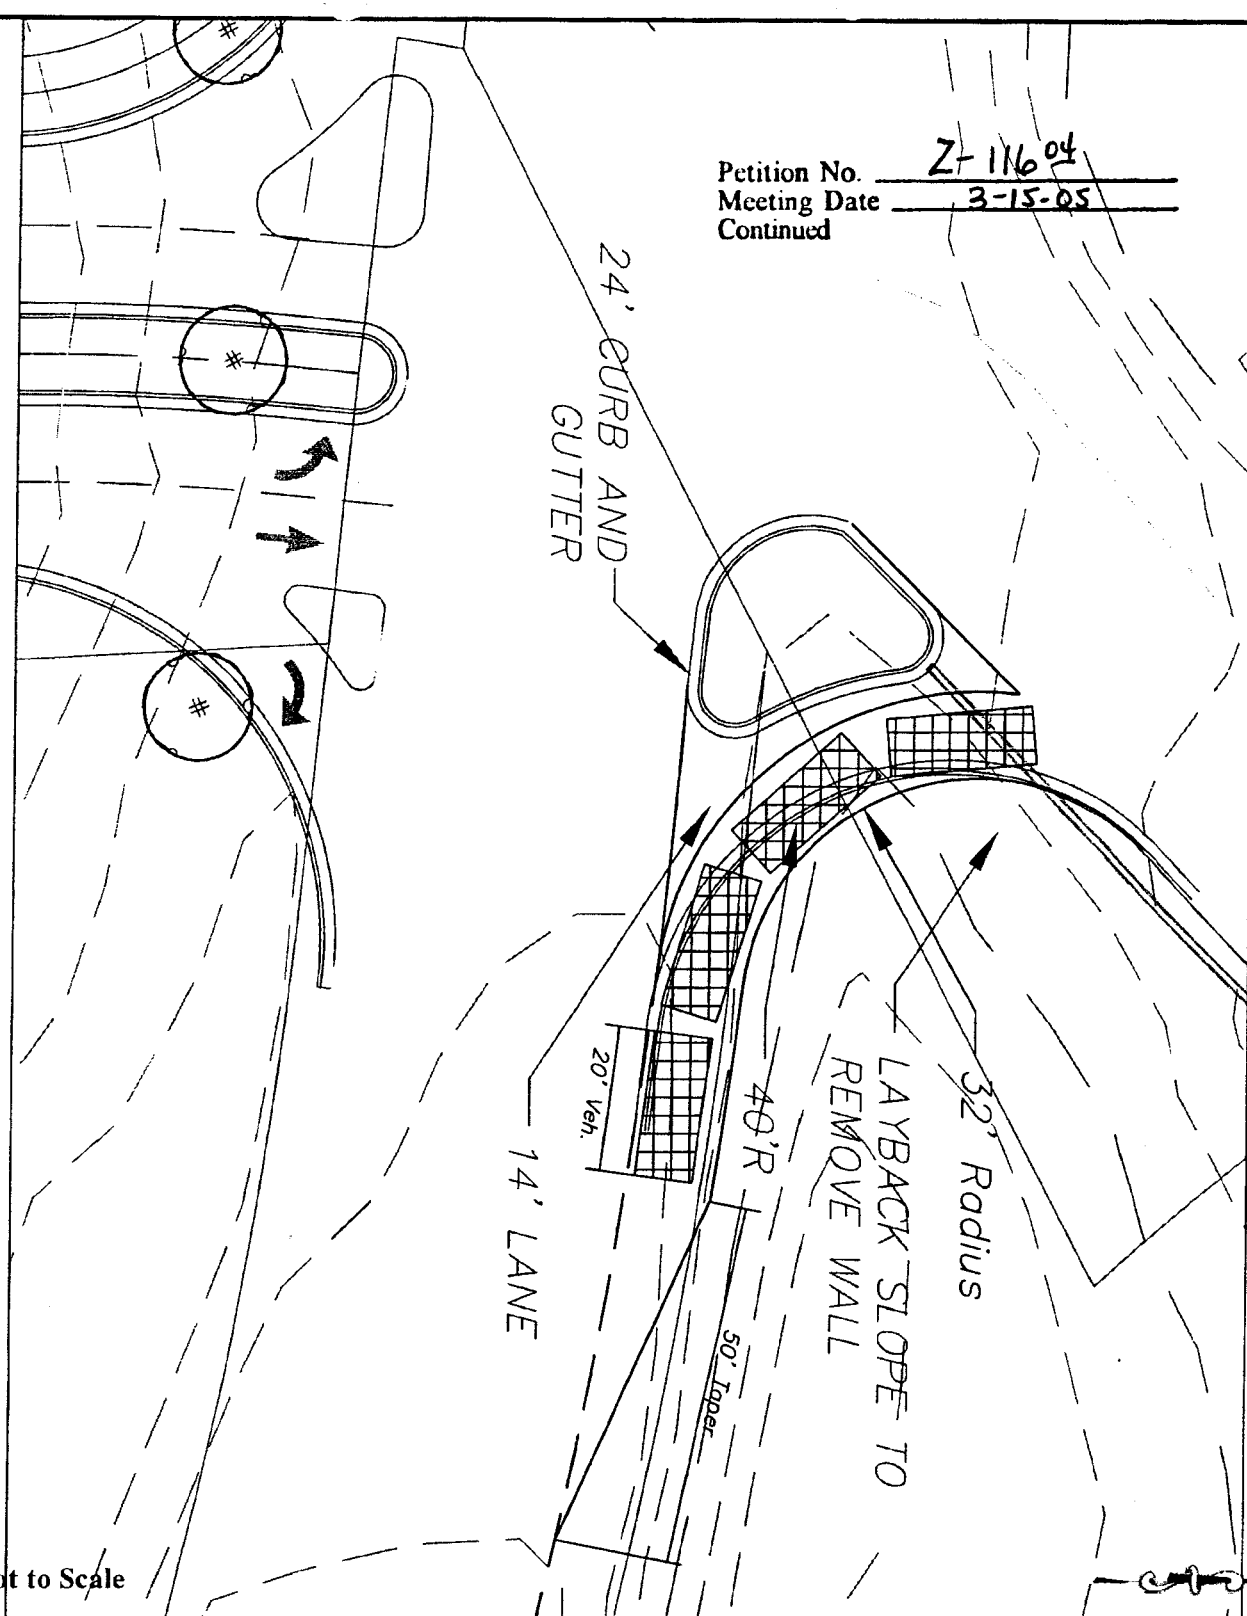 Petition No. Z-116 04
Meeting Date 3-15-05
Continued
24' CURB AND
GUTTER
32' Radius
LAYBACK SLOPE TO
REMOVE WALL
40'R
20' Veh.
14' LANE
50' Taper
to Scale